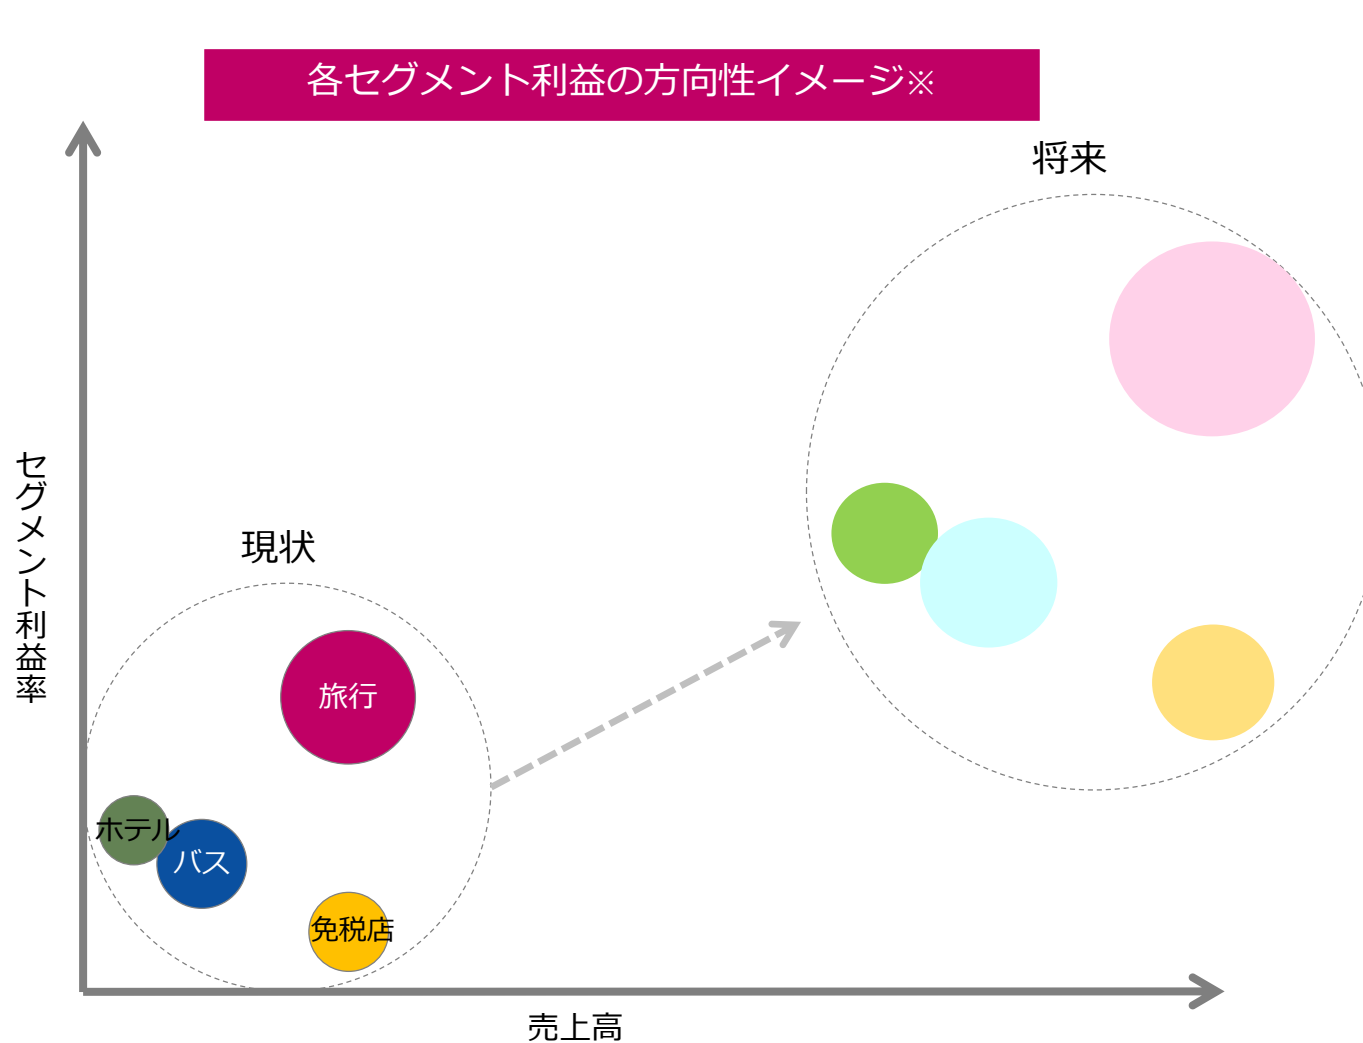 各セグメント利益の方向性イメージ※
将来
セグメント利益率
現状
旅行
ホテル
バス
免税店
売上高